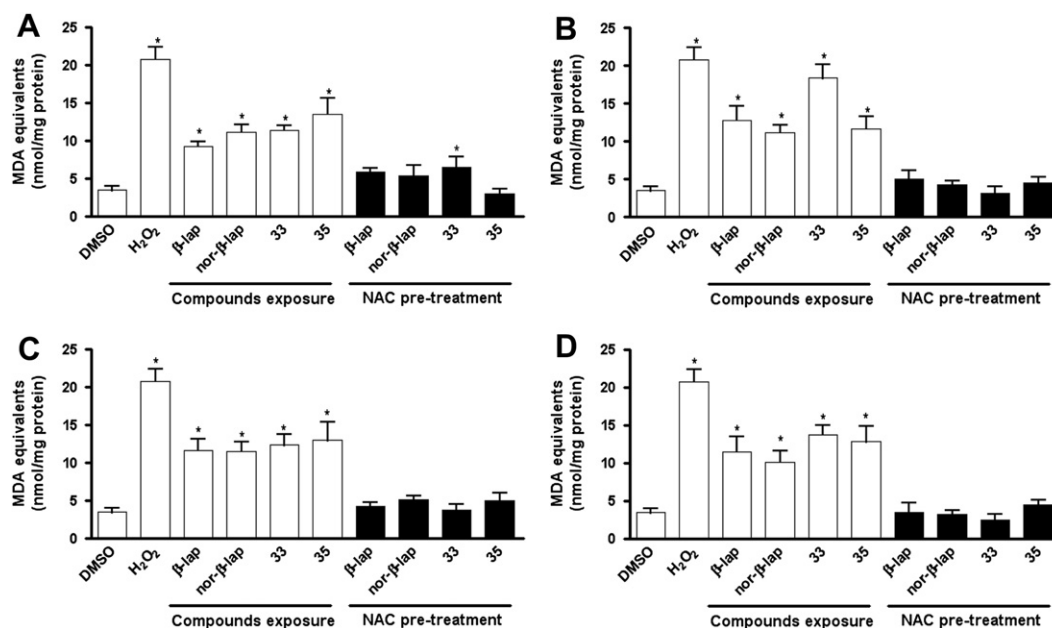 A
MDA equivalents
(nmol/mg protein)
25
20
15
10
5
0
* * * * * *
DMSO H₂O₂ β-lap nor-β-lap 33 35 β-lap nor-β-lap 33 35
Compounds exposure NAC pre-treatment
B
MDA equivalents
(nmol/mg protein)
25
20
15
10
5
0
* * * * *
DMSO H₂O₂ β-lap nor-β-lap 33 35 β-lap nor-β-lap 33 35
Compounds exposure NAC pre-treatment
C
MDA equivalents
(nmol/mg protein)
25
20
15
10
5
0
* * * * *
DMSO H₂O₂ β-lap nor-β-lap 33 35 β-lap nor-β-lap 33 35
Compounds exposure NAC pre-treatment
D
MDA equivalents
(nmol/mg protein)
25
20
15
10
5
0
* * * * *
DMSO H₂O₂ β-lap nor-β-lap 33 35 β-lap nor-β-lap 33 35
Compounds exposure NAC pre-treatment